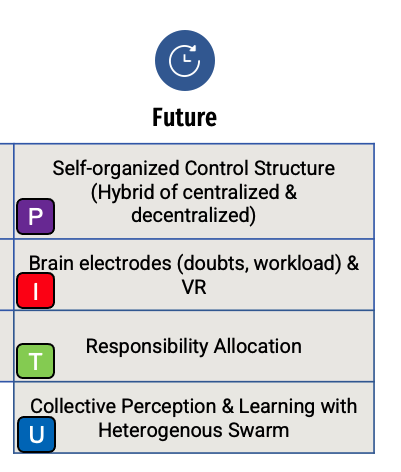 Future
Self-organized Control Structure
(Hybrid of centralized &
decentralized)
P
Brain electrodes (doubts, workload) &
VR
I
Responsibility Allocation
T
Collective Perception & Learning with
Heterogenous Swarm
U